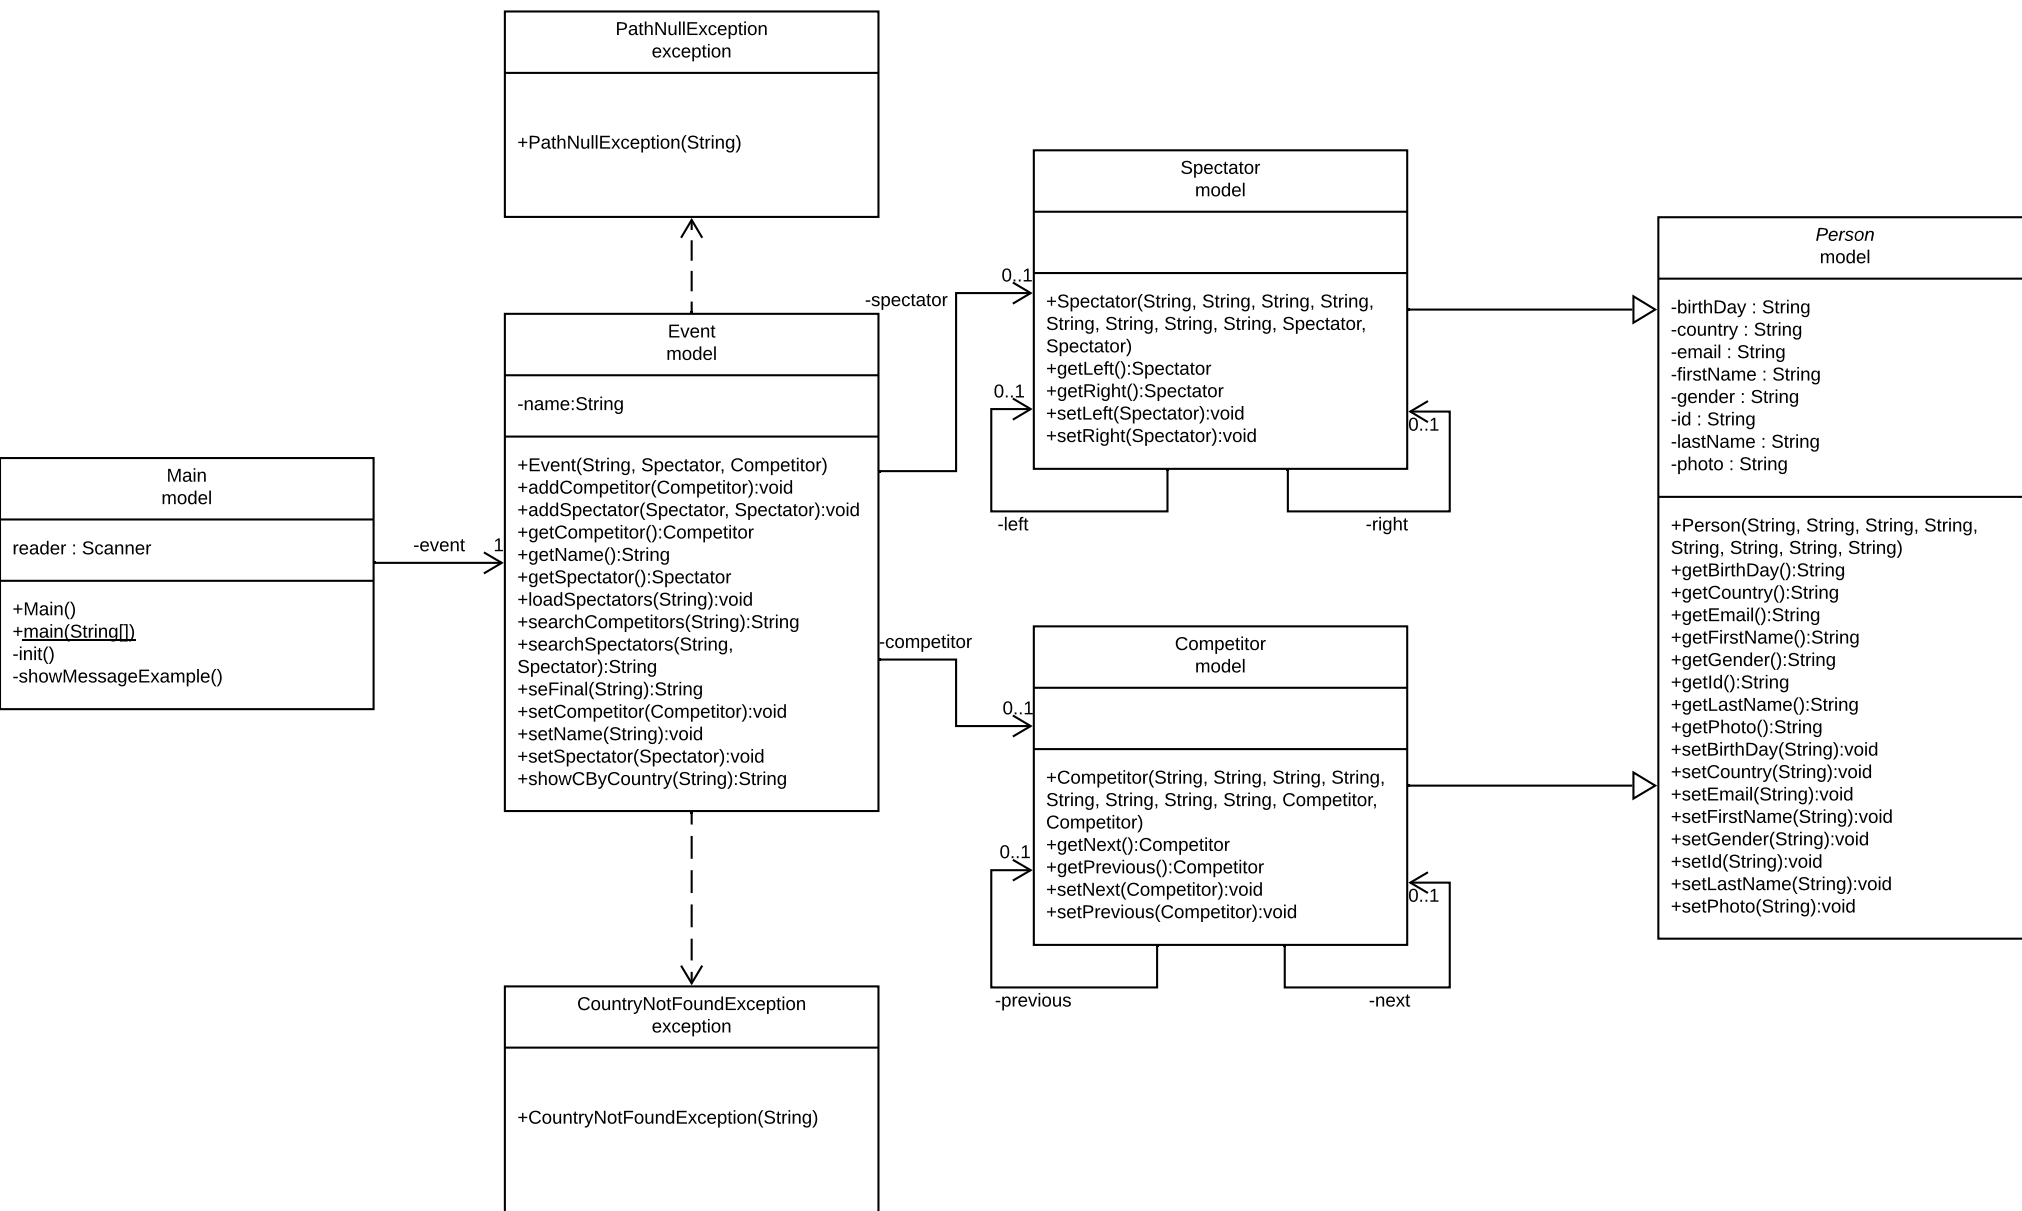 PathNullException
exception
+PathNullException(String)
Spectator
model
+Spectator(String, String, String, String,
String, String, String, String, Spectator,
Spectator)
+getLeft():Spectator
+getRight():Spectator
+setLeft(Spectator):void
+setRight(Spectator):void
Person
model
-birthDay : String
-country : String
-email : String
-firstName : String
-gender : String
-id : String
-lastName : String
-photo : String
+Person(String, String, String, String,
String, String, String, String)
+getBirthDay():String
+getCountry():String
+getEmail():String
+getFirstName():String
+getGender():String
+getId():String
+getLastName():String
+getPhoto():String
+setBirthDay(String):void
+setCountry(String):void
+setEmail(String):void
+setFirstName(String):void
+setGender(String):void
+setId(String):void
+setLastName(String):void
+setPhoto(String):void
0..1
-spectator
0..1
-left
0..1
-right
Event
model
-name:String
+Event(String, Spectator, Competitor)
+addCompetitor(Competitor):void
+addSpectator(Spectator, Spectator):void
+getCompetitor():Competitor
+getName():String
+getSpectator():Spectator
+loadSpectators(String):void
+searchCompetitors(String):String
+searchSpectators(String,
Spectator):String
+seFinal(String):String
+setCompetitor(Competitor):void
+setName(String):void
+setSpectator(Spectator):void
+showCByCountry(String):String
Main
model
reader : Scanner
+Main()
+main(String[])
-init()
-showMessageExample()
-event
1
-competitor
0..1
Competitor
model
+Competitor(String, String, String, String,
String, String, String, String, Competitor,
Competitor)
+getNext():Competitor
+getPrevious():Competitor
+setNext(Competitor):void
+setPrevious(Competitor):void
0..1
-previous
0..1
-next
CountryNotFoundException
exception
+CountryNotFoundException(String)